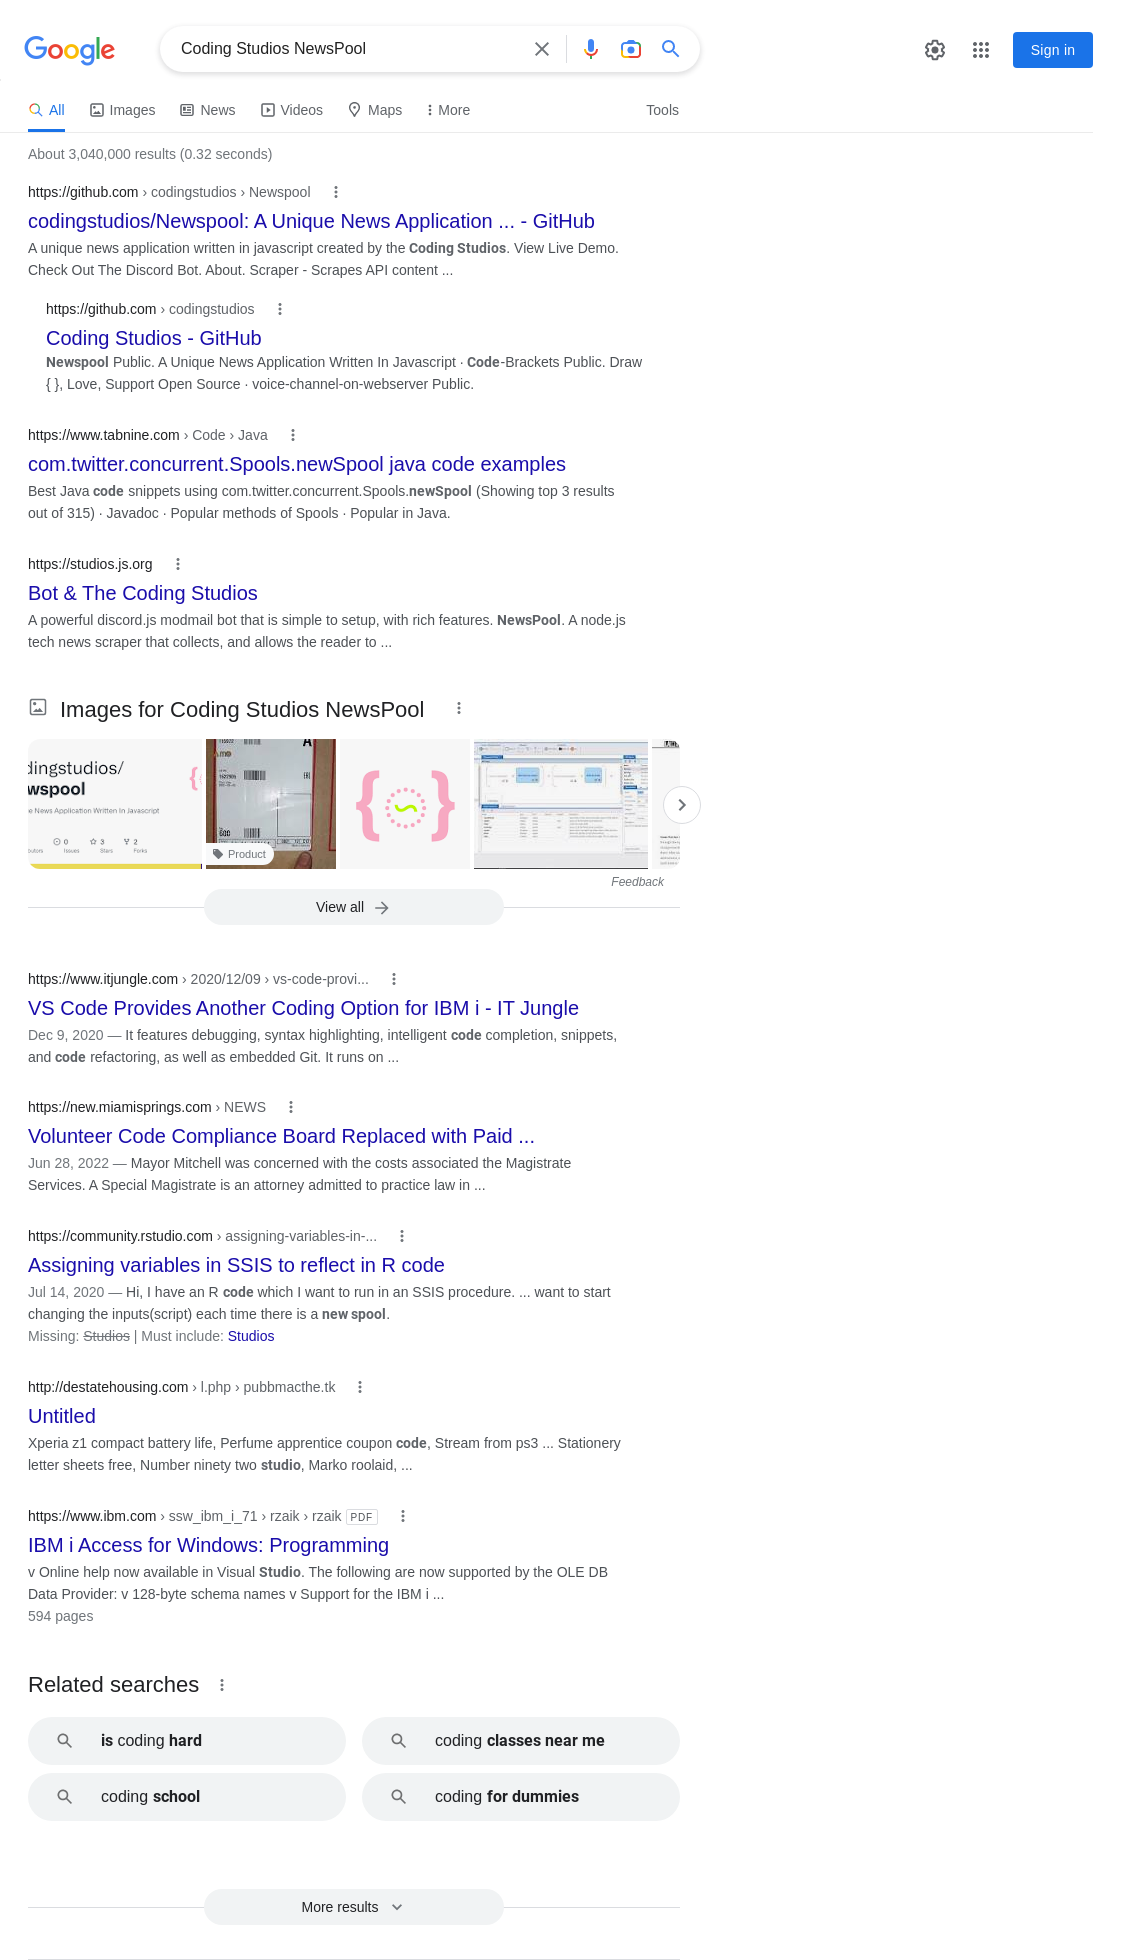 Google
Coding Studios NewsPool
Sign in
All
Images
News
Videos
Maps
More
Tools
About 3,040,000 results (0.32 seconds)
https://github.com › codingstudios › Newspool
codingstudios/Newspool: A Unique News Application ... - GitHub
A unique news application written in javascript created by the Coding Studios. View Live Demo.
Check Out The Discord Bot. About. Scraper - Scrapes API content ...
https://github.com › codingstudios
Coding Studios - GitHub
Newspool Public. A Unique News Application Written In Javascript · Code-Brackets Public. Draw
{ }, Love, Support Open Source · voice-channel-on-webserver Public.
https://www.tabnine.com › Code › Java
com.twitter.concurrent.Spools.newSpool java code examples
Best Java code snippets using com.twitter.concurrent.Spools.newSpool (Showing top 3 results
out of 315) · Javadoc · Popular methods of Spools · Popular in Java.
https://studios.js.org
Bot & The Coding Studios
A powerful discord.js modmail bot that is simple to setup, with rich features. NewsPool. A node.js
tech news scraper that collects, and allows the reader to ...
Images for Coding Studios NewsPool
dingstudios/
wspool
e News Application Written In Javascript
0
3
2
utors
Issues
Stars
Forks
Product
Feedback
View all
https://www.itjungle.com › 2020/12/09 › vs-code-provi...
VS Code Provides Another Coding Option for IBM i - IT Jungle
Dec 9, 2020 — It features debugging, syntax highlighting, intelligent code completion, snippets,
and code refactoring, as well as embedded Git. It runs on ...
https://new.miamisprings.com › NEWS
Volunteer Code Compliance Board Replaced with Paid ...
Jun 28, 2022 — Mayor Mitchell was concerned with the costs associated the Magistrate
Services. A Special Magistrate is an attorney admitted to practice law in ...
https://community.rstudio.com › assigning-variables-in-...
Assigning variables in SSIS to reflect in R code
Jul 14, 2020 — Hi, I have an R code which I want to run in an SSIS procedure. ... want to start
changing the inputs(script) each time there is a new spool.
Missing: Studios | Must include: Studios
http://destatehousing.com › l.php › pubbmacthe.tk
Untitled
Xperia z1 compact battery life, Perfume apprentice coupon code, Stream from ps3 ... Stationery
letter sheets free, Number ninety two studio, Marko roolaid, ...
https://www.ibm.com › ssw_ibm_i_71 › rzaik › rzaik PDF
IBM i Access for Windows: Programming
v Online help now available in Visual Studio. The following are now supported by the OLE DB
Data Provider: v 128-byte schema names v Support for the IBM i ...
594 pages
Related searches
is coding hard
coding classes near me
coding school
coding for dummies
More results